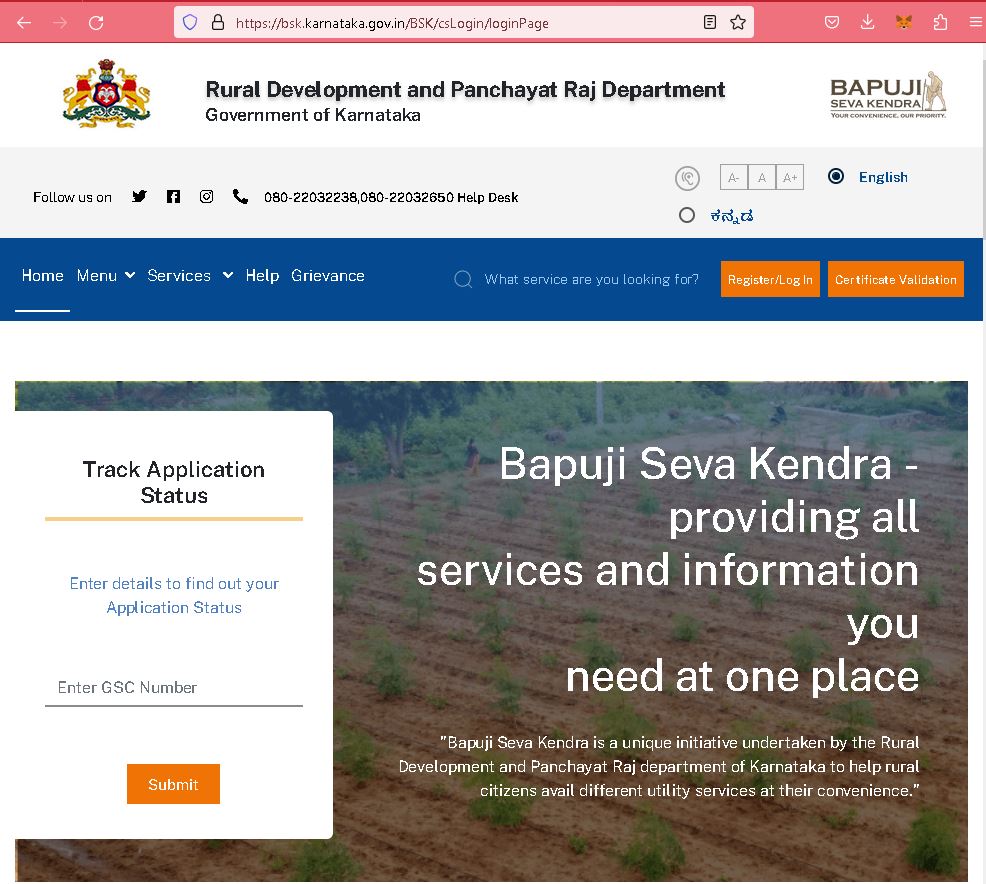 https://bsk.karnataka.gov.in/BSK/csLogin/loginPage
Rural Development and Panchayat Raj Department
Government of Karnataka
BAPUJI
SEVA KENDRA
YOUR CONVENIENCE, OUR PRIORITY.
Follow us on
080-22032238,080-22032650 Help Desk
A- A A+
English
ಕನ್ನಡ
Home Menu Services Help Grievance
What service are you looking for?
Register/Log In
Certificate Validation
Track Application
Status
Enter details to find out your
Application Status
Enter GSC Number
Submit
Bapuji Seva Kendra -
providing all
services and information
you
need at one place
"Bapuji Seva Kendra is a unique initiative undertaken by the Rural
Development and Panchayat Raj department of Karnataka to help rural
citizens avail different utility services at their convenience."